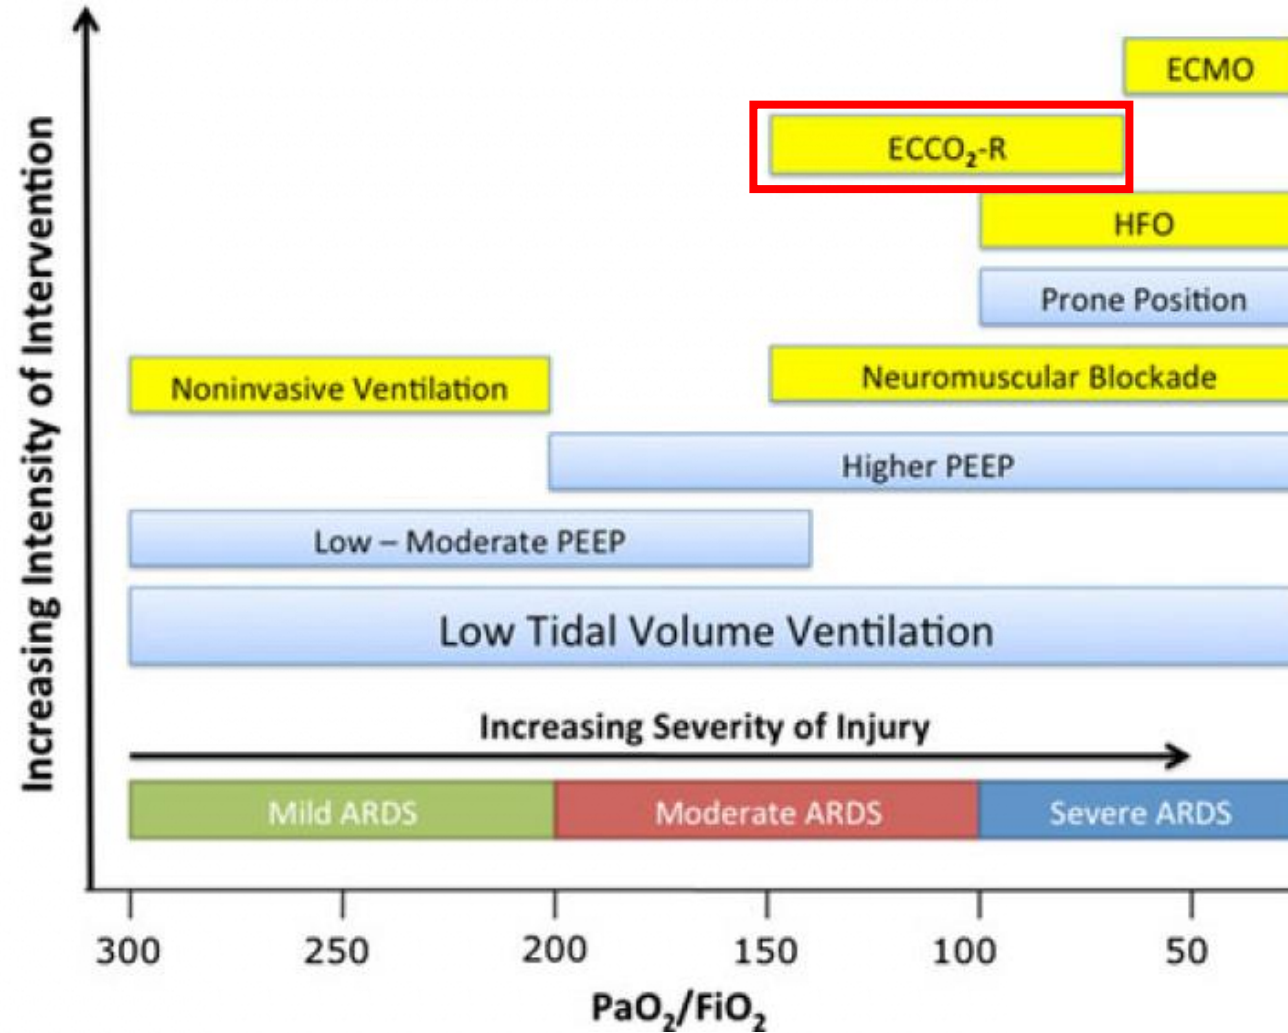 Increasing Intensity of Intervention
ECMO
ECCO₂-R
HFO
Prone Position
Noninvasive Ventilation
Neuromuscular Blockade
Higher PEEP
Low – Moderate PEEP
Low Tidal Volume Ventilation
Increasing Severity of Injury
Mild ARDS
Moderate ARDS
Severe ARDS
300
250
200
150
100
50
PaO₂/FiO₂